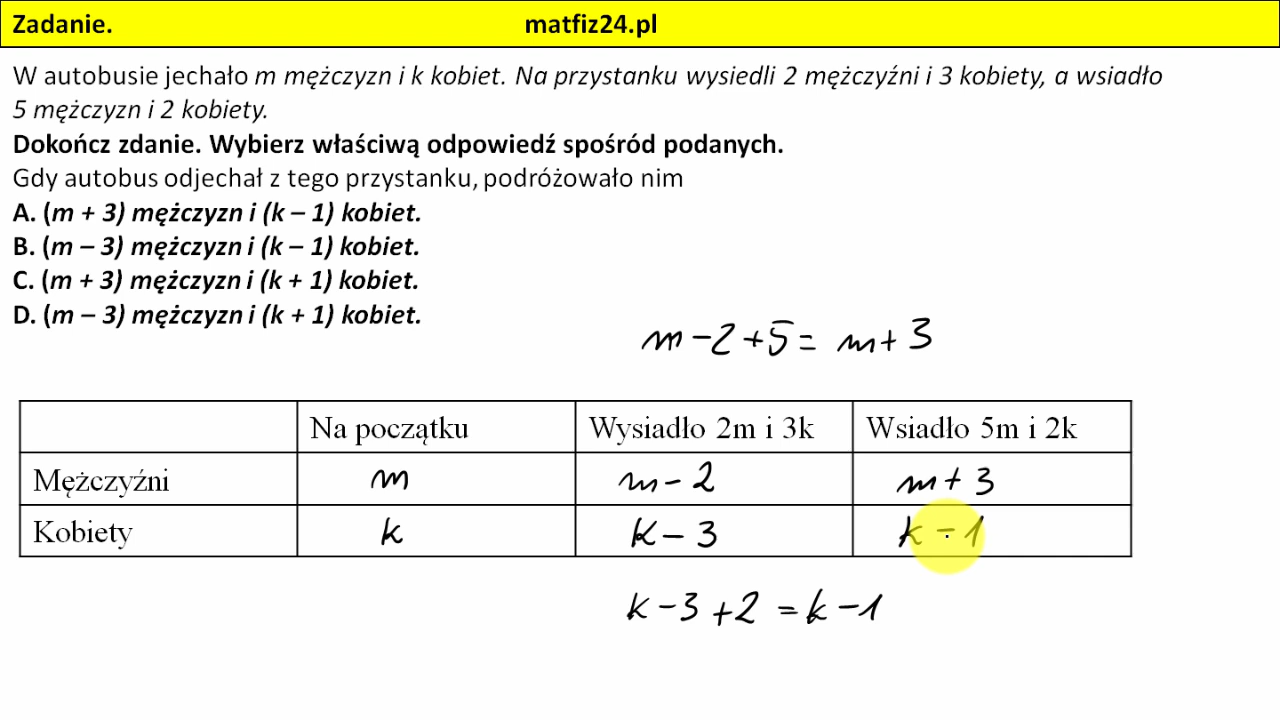 Zadanie. matfiz24.pl
W autobusie jechało m mężczyzn i k kobiet. Na przystanku wysiedli 2 mężczyźni i 3 kobiety, a wsiadło
5 mężczyzn i 2 kobiety.
Dokończ zdanie. Wybierz właściwą odpowiedź spośród podanych.
Gdy autobus odjechał z tego przystanku, podróżowało nim
A. (m + 3) mężczyzn i (k – 1) kobiet.
B. (m – 3) mężczyzn i (k – 1) kobiet.
C. (m + 3) mężczyzn i (k + 1) kobiet.
D. (m – 3) mężczyzn i (k + 1) kobiet.
m - 2 + 5 = m + 3
Na początku Wysiadło 2m i 3k Wsiadło 5m i 2k
Mężczyźni m m - 2 m + 3
Kobiety k k - 3 k - 1
k - 3 + 2 = k - 1